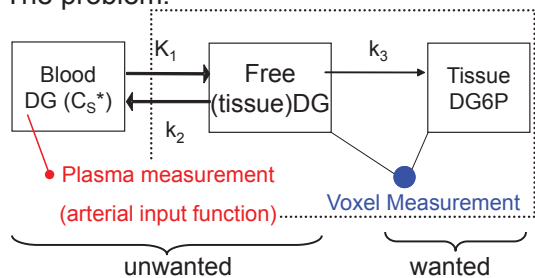 The problem:
K₁
k₃
Blood
DG (Cₛ*)
Free
(tissue)DG
Tissue
DG6P
k₂
Plasma measurement
(arterial input function)
Voxel Measurement
unwanted
wanted